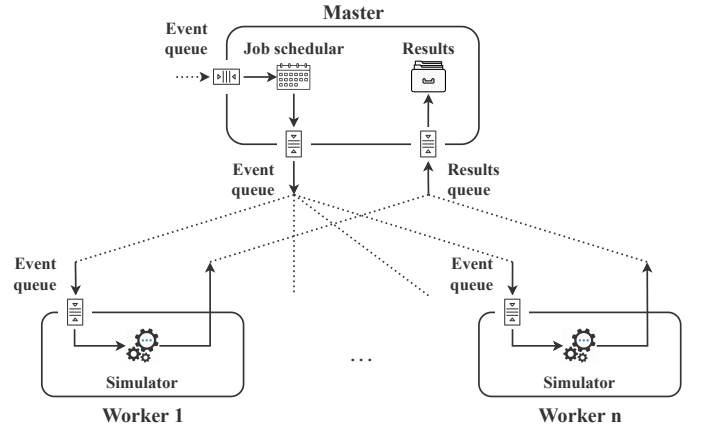 Master
Event
queue
Job schedular
Results
Event
queue
Results
queue
Event
queue
Event
queue
Simulator
...
Simulator
Worker 1
Worker n